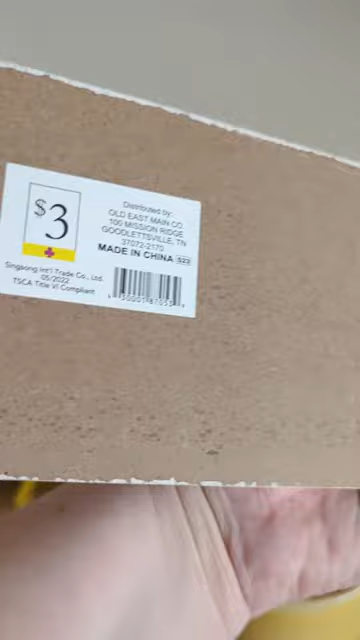 $3
Distributed by:
OLD EAST MAIN CO.
100 MISSION RIDGE
GOODLETTSVILLE, TN
37072-2170
MADE IN CHINA S23
Singsong Int'l Trade Co., Ltd.
05/2022
TSCA Title VI Compliant